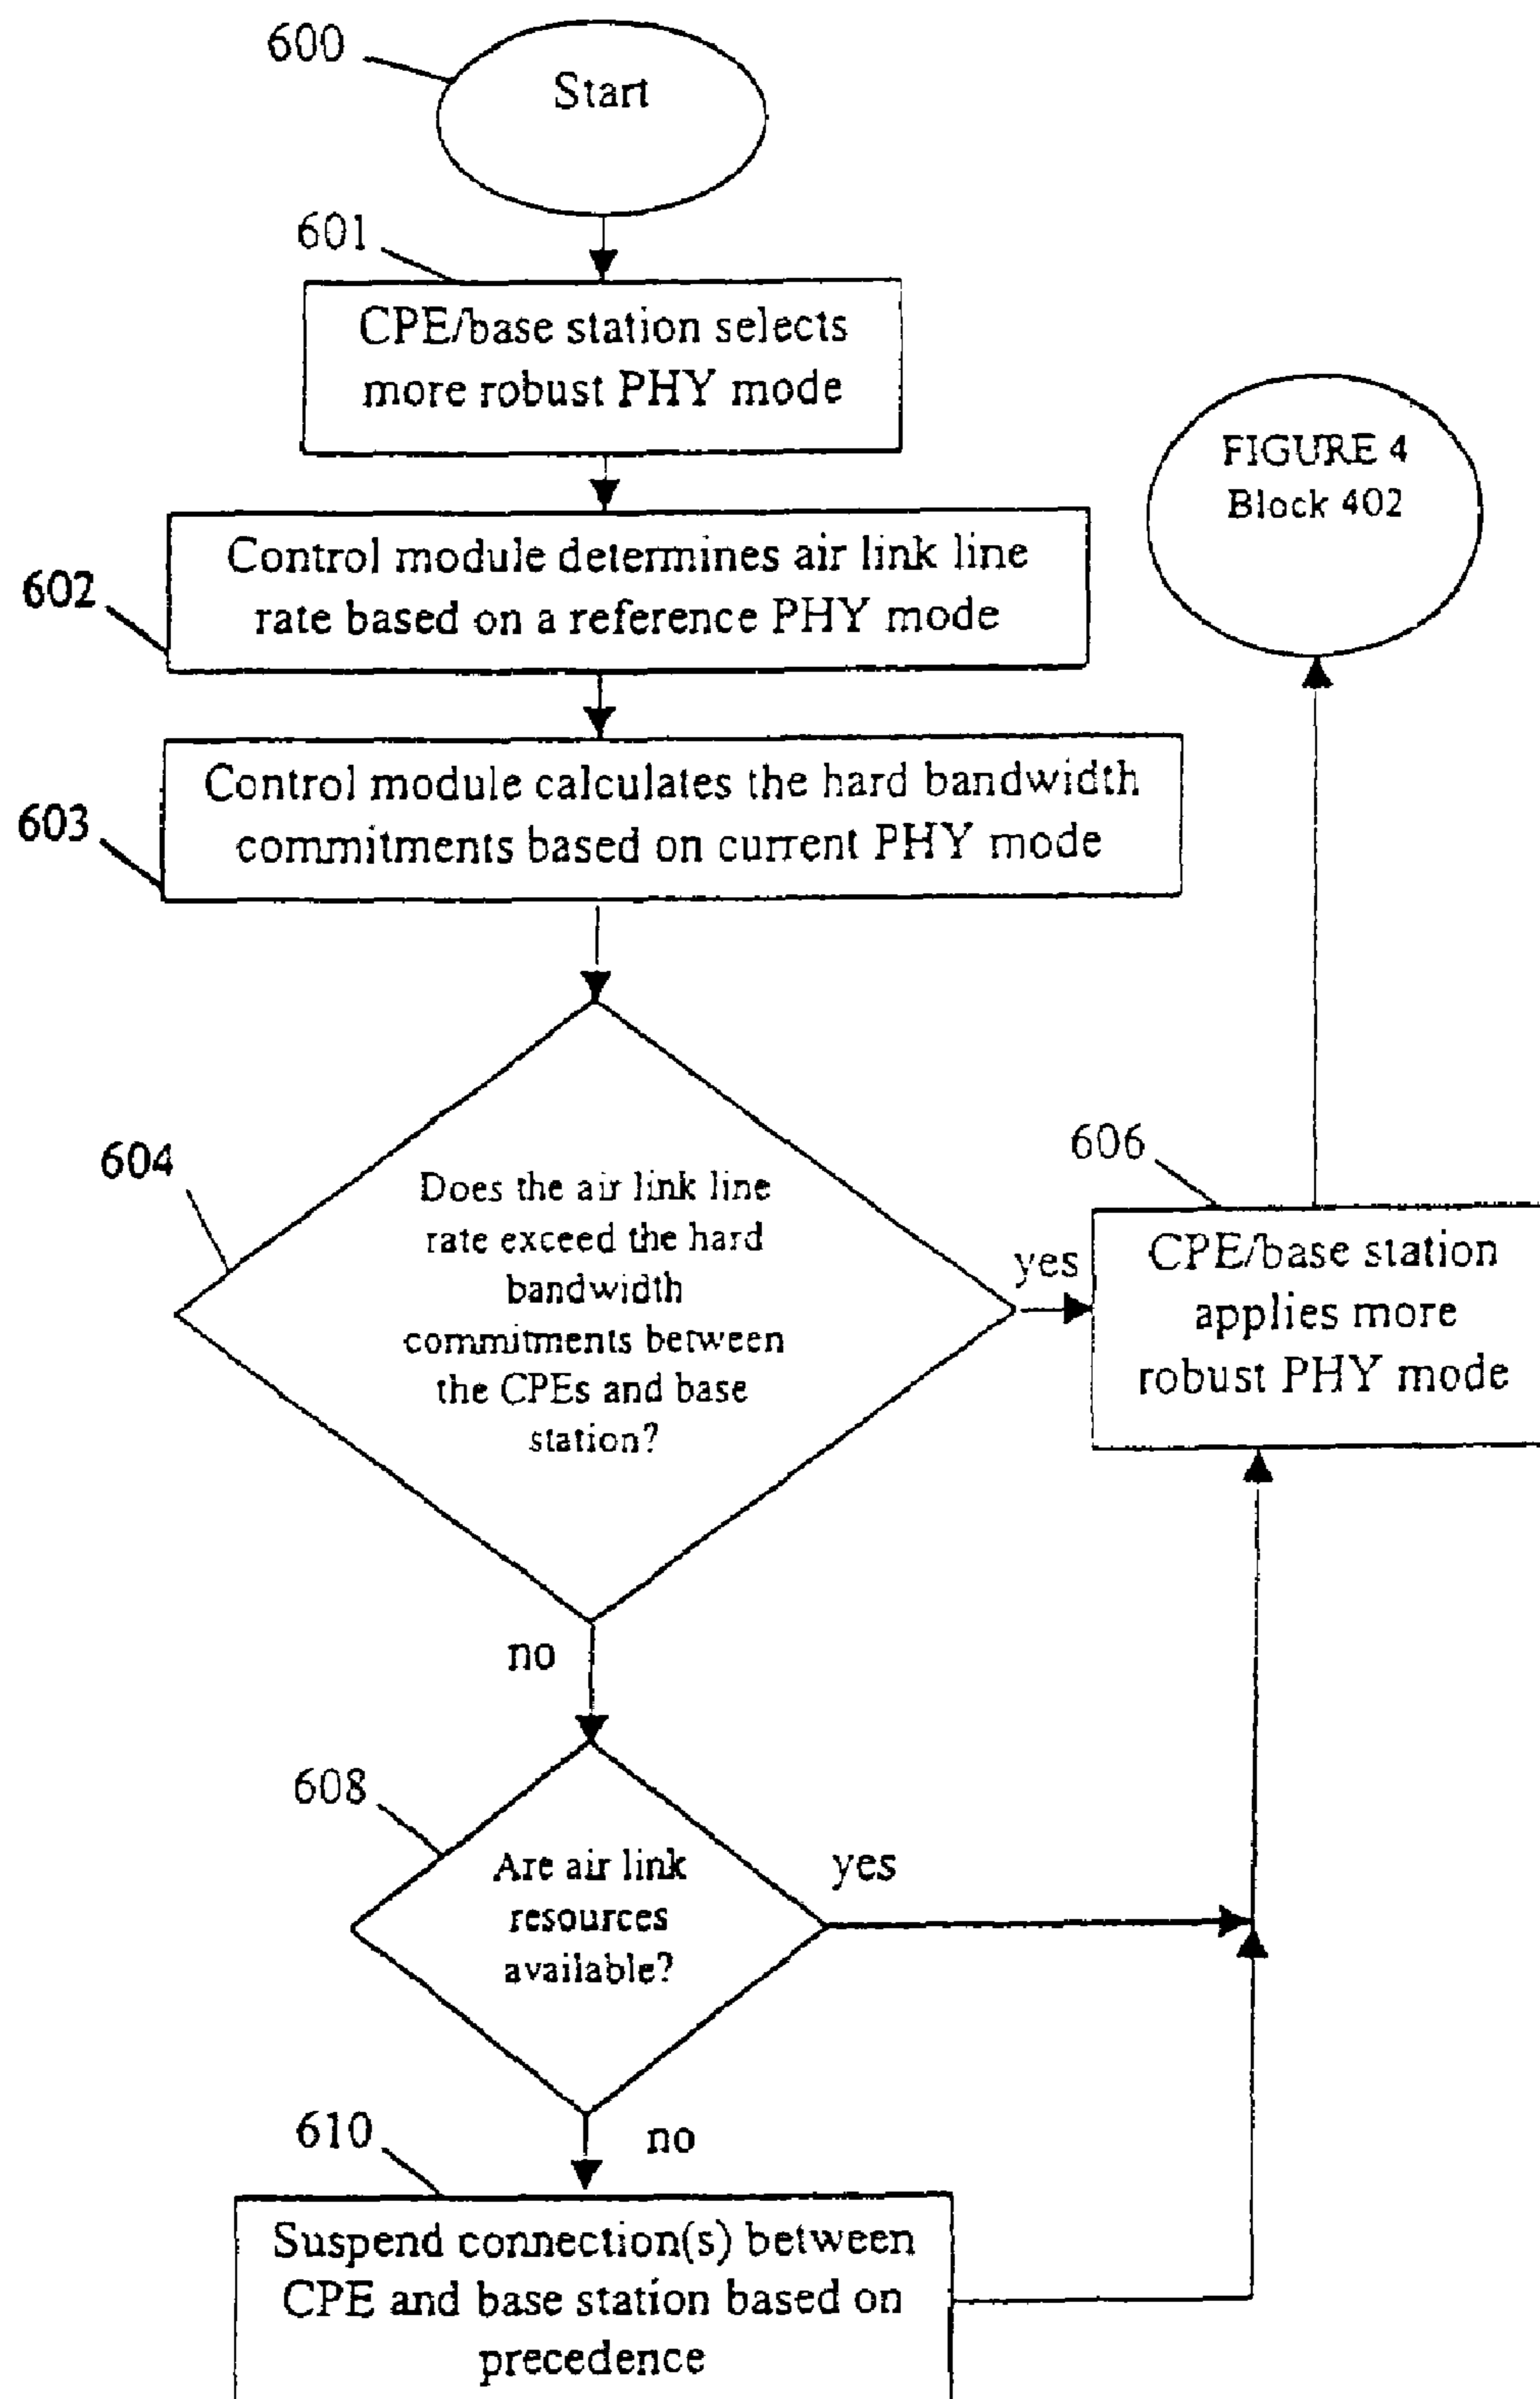 600
Start
601
CPE/base station selects
more robust PHY mode
FIGURE 4
Block 402
602
Control module determines air link line
rate based on a reference PHY mode
603
Control module calculates the hard bandwidth
commitments based on current PHY mode
604
Does the air link line
rate exceed the hard
bandwidth
commitments between
the CPEs and base
station?
yes
606
CPE/base station
applies more
robust PHY mode
no
608
Are air link
resources
available?
yes
no
610
Suspend connection(s) between
CPE and base station based on
precedence